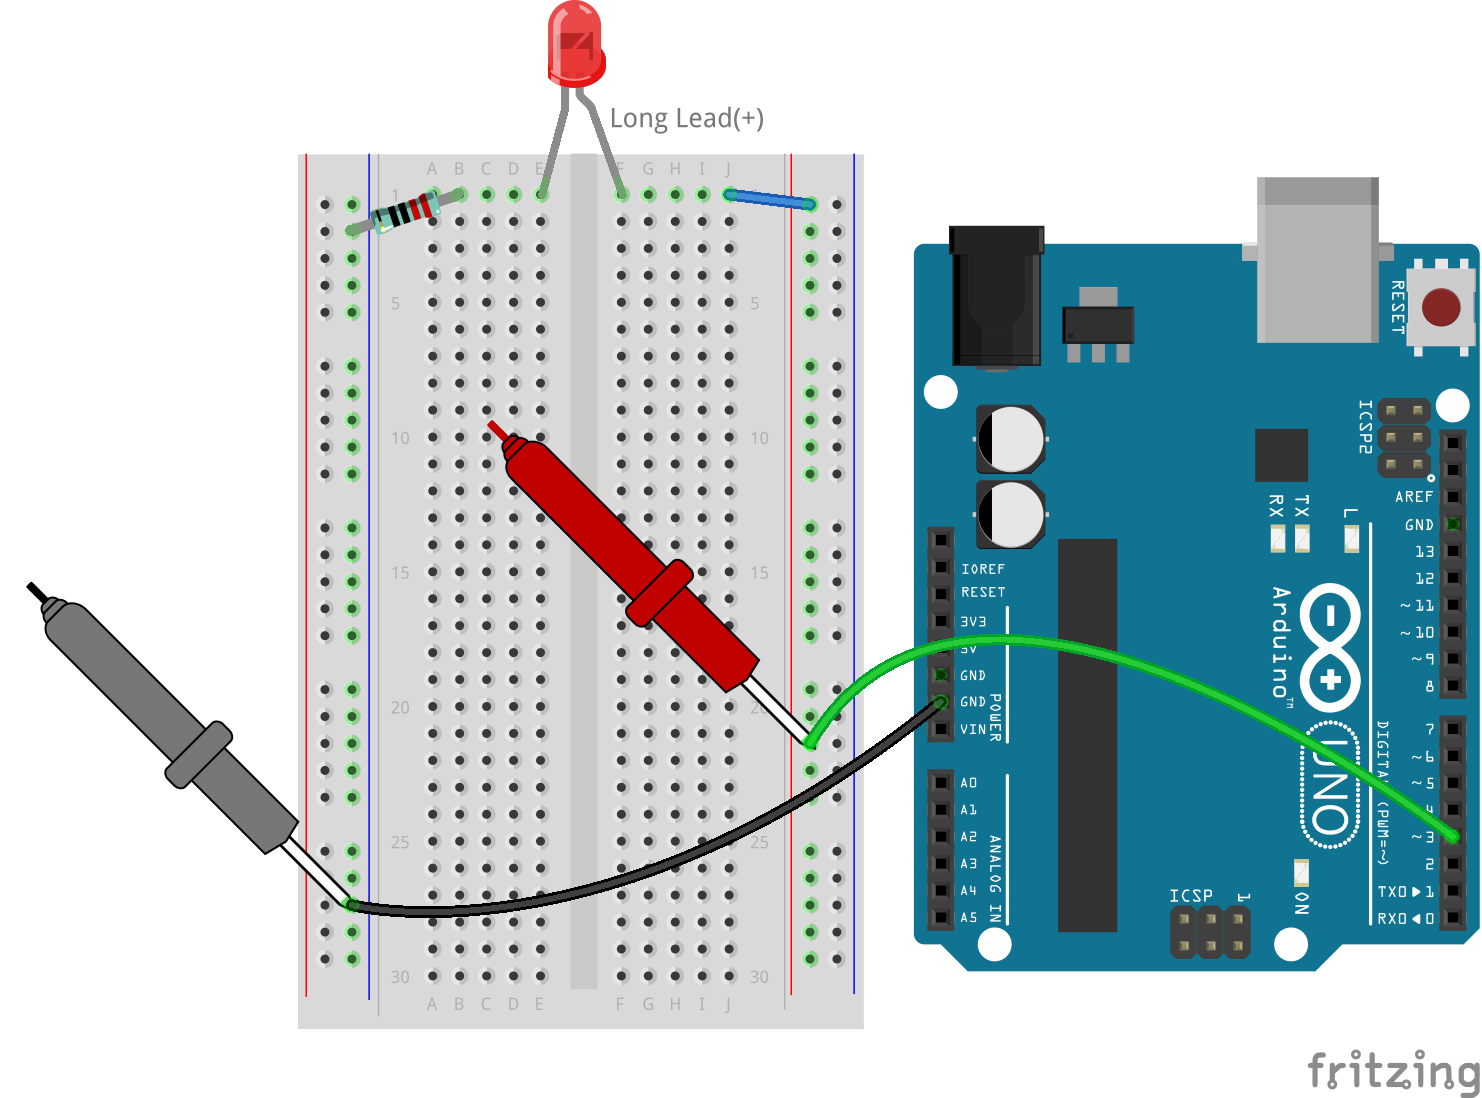 Long Lead(+)
A B C D E F G H I J
1
5 5
10 10
15 15
20 20
25 25
30 30
A B C D E F G H I J
RESET
ICSP2
AREF
GND
13
12
~11
~10
~9
8
7
~6
~5
4
~3
2
TX0▶1
RX0◀0
DIGITAL (PWM=~)
RX
TX
L
Arduino™
UNO
ON
ICSP
1
IOREF
RESET
3V3
5V
GND
GND
VIN
POWER
A0
A1
A2
A3
A4
A5
ANALOG IN
fritzing